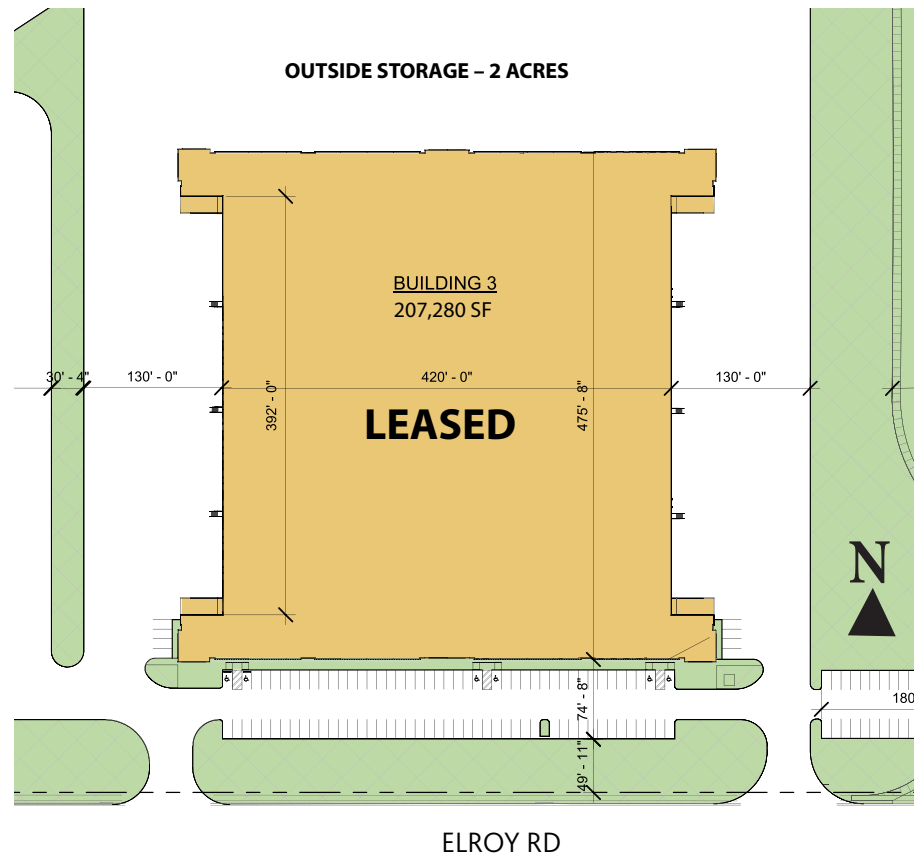 OUTSIDE STORAGE – 2 ACRES
BUILDING 3
207,280 SF
30' - 4"
130' - 0"
420' - 0"
130' - 0"
392' - 0"
475' - 8"
LEASED
N
74' - 8"
180
49' - 11"
ELROY RD